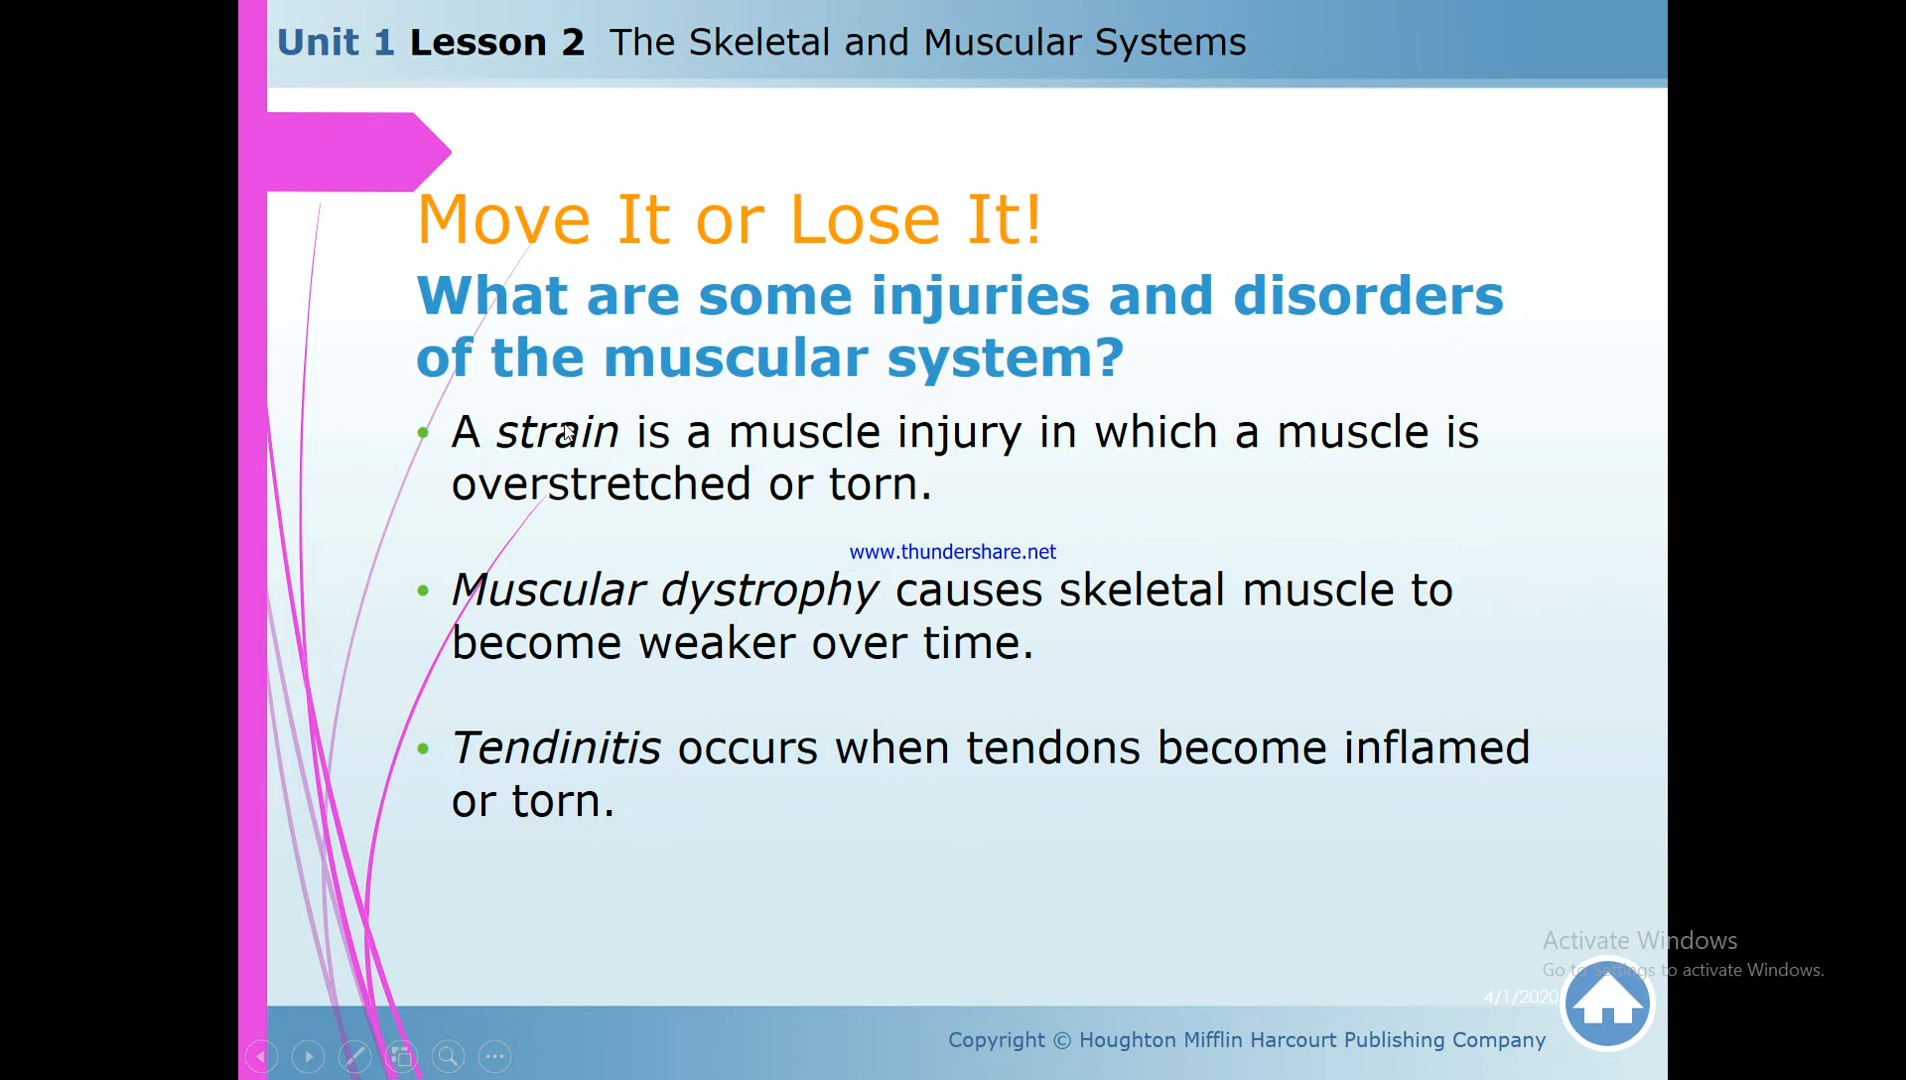 Unit 1 Lesson 2 The Skeletal and Muscular Systems
Move It or Lose It!
What are some injuries and disorders
of the muscular system?
• A strain is a muscle injury in which a muscle is
overstretched or torn.
www.thundershare.net
• Muscular dystrophy causes skeletal muscle to
become weaker over time.
• Tendinitis occurs when tendons become inflamed
or torn.
Activate Windows
Go to Settings to activate Windows.
4/1/2020
Copyright © Houghton Mifflin Harcourt Publishing Company